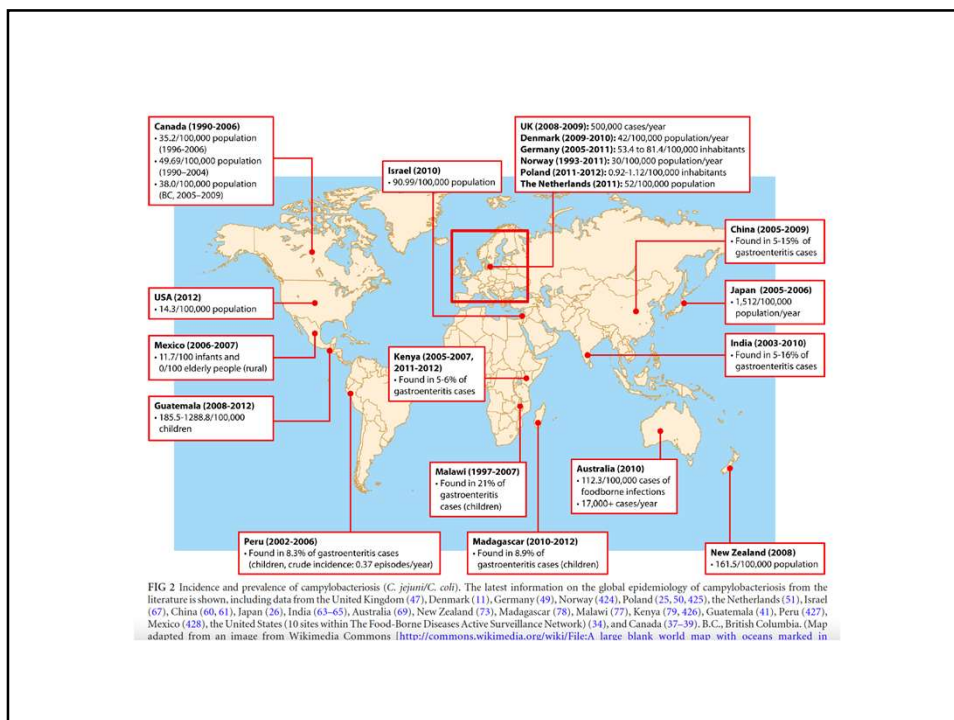 Canada (1990-2006)
• 35.2/100,000 population
(1996-2006)
• 49.69/100,000 population
(1990–2004)
• 38.0/100,000 population
(BC, 2005–2009)
UK (2008-2009): 500,000 cases/year
Denmark (2009-2010): 42/100,000 population/year
Germany (2005-2011): 53.4 to 81.4/100,000 inhabitants
Norway (1993-2011): 30/100,000 population/year
Poland (2011-2012): 0.92-1.12/100,000 inhabitants
The Netherlands (2011): 52/100,000 population
Israel (2010)
• 90.99/100,000 population
China (2005-2009)
• Found in 5-15% of
gastroenteritis cases
USA (2012)
• 14.3/100,000 population
Japan (2005-2006)
• 1,512/100,000
population/year
Mexico (2006-2007)
• 11.7/100 infants and
0/100 elderly people (rural)
Kenya (2005-2007,
2011-2012)
• Found in 5-6% of
gastroenteritis cases
India (2003-2010)
• Found in 5-16% of
gastroenteritis cases
Guatemala (2008-2012)
• 185.5-1288.8/100,000
children
Malawi (1997-2007)
• Found in 21% of
gastroenteritis
cases (children)
Australia (2010)
• 112.3/100,000 cases of
foodborne infections
• 17,000+ cases/year
Peru (2002-2006)
• Found in 8.3% of gastroenteritis cases
(children, crude incidence: 0.37 episodes/year)
Madagascar (2010-2012)
• Found in 8.9% of
gastroenteritis cases (children)
New Zealand (2008)
• 161.5/100,000 population
FIG 2 Incidence and prevalence of campylobacteriosis (C. jejuni/C. coli). The latest information on the global epidemiology of campylobacteriosis from the
literature is shown, including data from the United Kingdom (47), Denmark (11), Germany (49), Norway (424), Poland (25, 50, 425), the Netherlands (51), Israel
(67), China (60, 61), Japan (26), India (63–65), Australia (69), New Zealand (73), Madagascar (78), Malawi (77), Kenya (79, 426), Guatemala (41), Peru (427),
Mexico (428), the United States (10 sites within The Food-Borne Diseases Active Surveillance Network) (34), and Canada (37–39). B.C., British Columbia. (Map
adapted from an image from Wikimedia Commons [http://commons.wikimedia.org/wiki/File:A large blank world map with oceans marked in